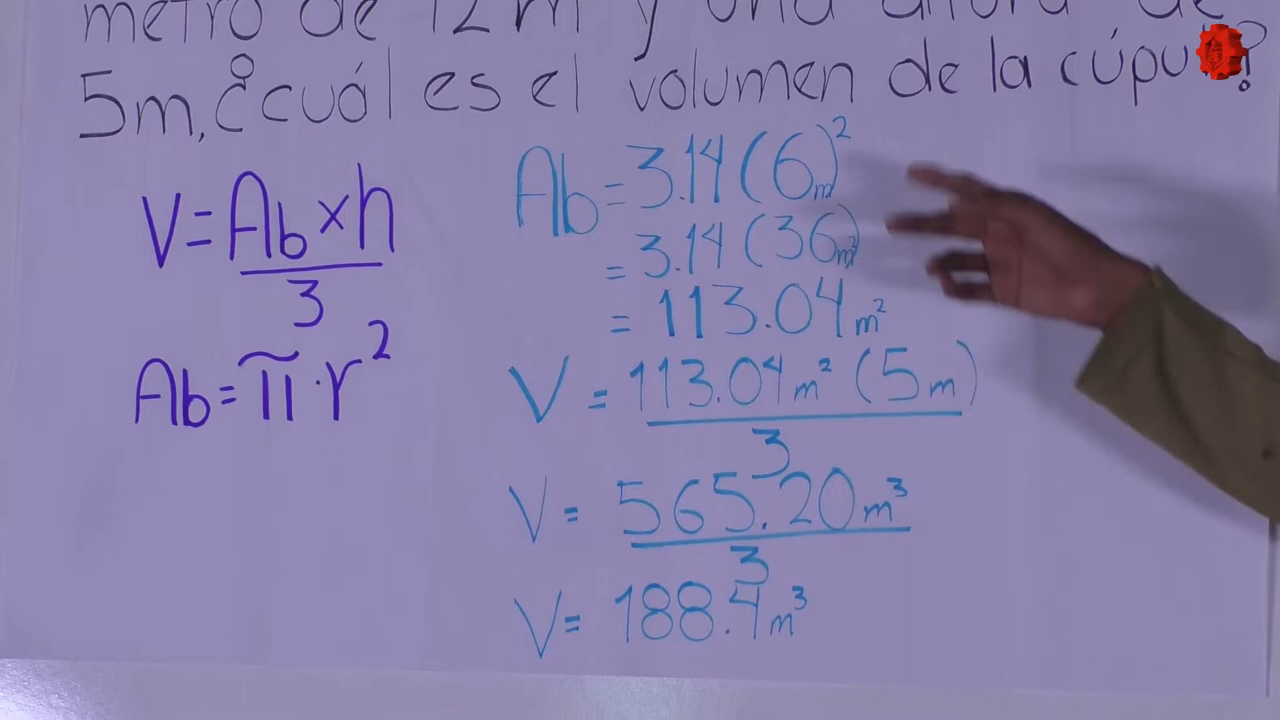 metro de 12m y una altura de
5m, ¿cuál es el volumen de la cúpula?
V = Ab × h
3
Ab = π · r²
Ab = 3.14 (6m)²
= 3.14 (36m²)
= 113.04 m²
V = 113.04 m² (5m)
3
V = 565.20 m³
3
V = 188.4 m³